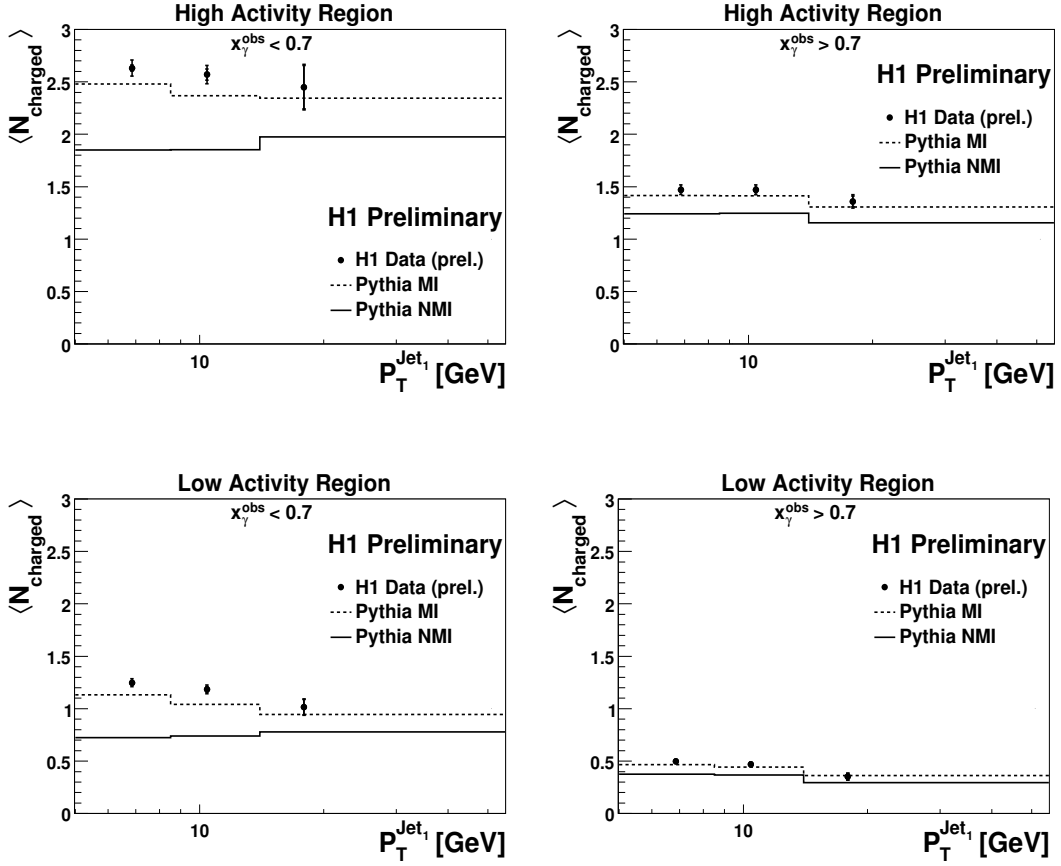 High Activity Region
x_γ^obs < 0.7
⟨N_charged⟩
3
2.5
2
1.5
1
0.5
0
H1 Preliminary
H1 Data (prel.)
Pythia MI
Pythia NMI
10
P_T^Jet_1 [GeV]
High Activity Region
x_γ^obs > 0.7
⟨N_charged⟩
3
2.5
2
1.5
1
0.5
0
H1 Preliminary
H1 Data (prel.)
Pythia MI
Pythia NMI
10
P_T^Jet_1 [GeV]
Low Activity Region
x_γ^obs < 0.7
⟨N_charged⟩
3
2.5
2
1.5
1
0.5
0
H1 Preliminary
H1 Data (prel.)
Pythia MI
Pythia NMI
10
P_T^Jet_1 [GeV]
Low Activity Region
x_γ^obs > 0.7
⟨N_charged⟩
3
2.5
2
1.5
1
0.5
0
H1 Preliminary
H1 Data (prel.)
Pythia MI
Pythia NMI
10
P_T^Jet_1 [GeV]